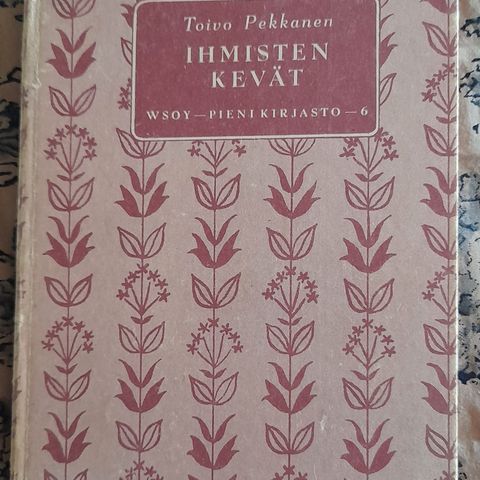 Toivo Pekkanen
IHMISTEN
KEVÄT
WSOY—PIENI KIRJASTO—6